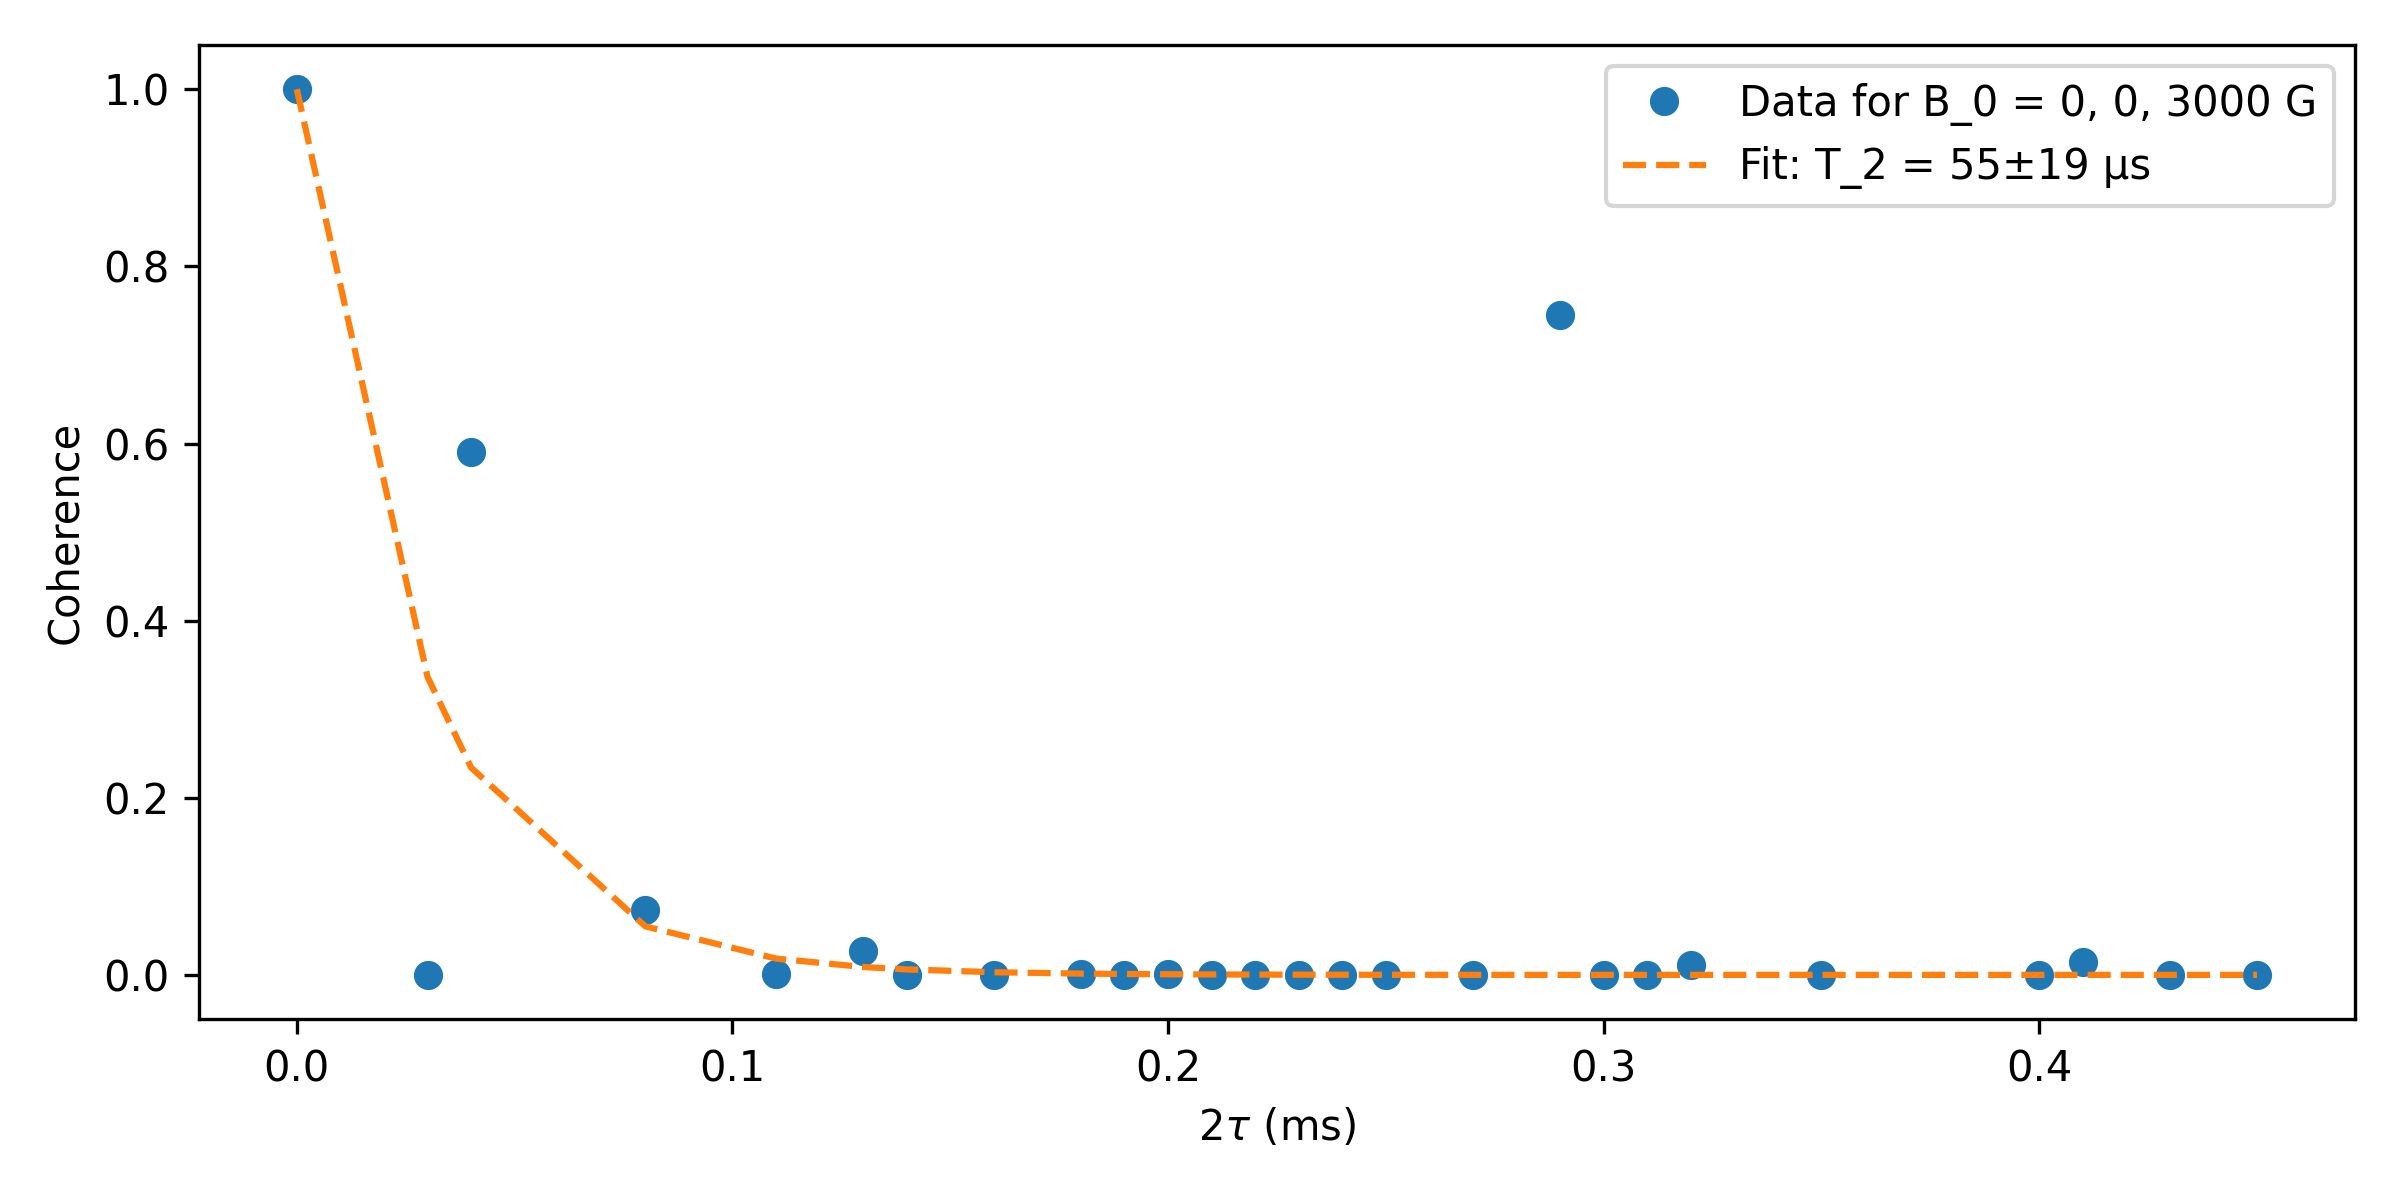 Data for B_0 = 0, 0, 3000 G
Fit: T_2 = 55±19 μs
1.0
0.8
0.6
0.4
0.2
0.0
Coherence
0.0 0.1 0.2 0.3 0.4
2τ (ms)